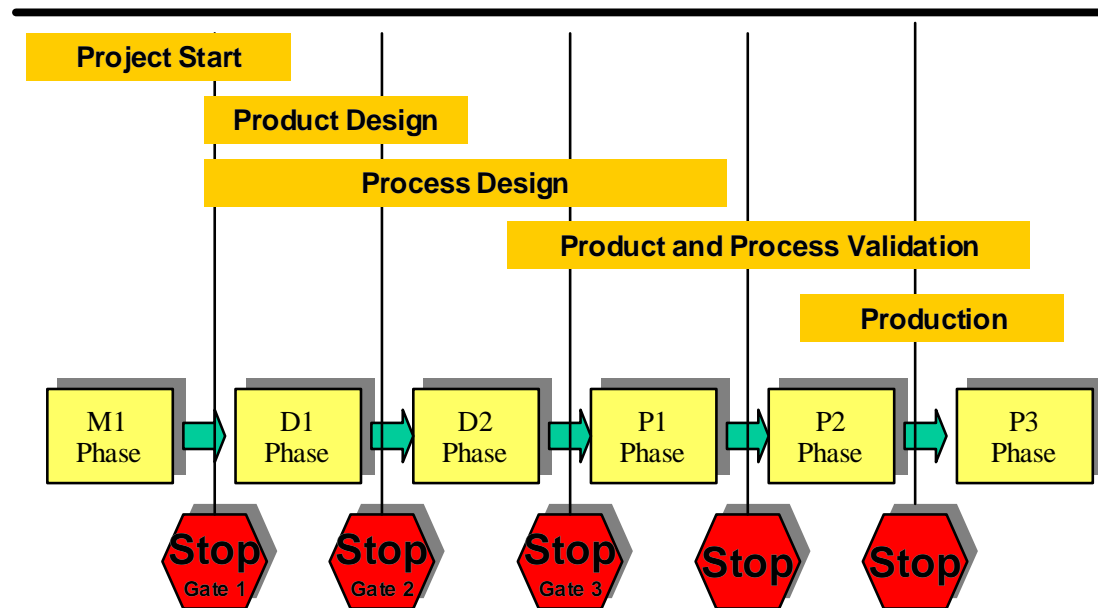 Project Start
Product Design
Process Design
Product and Process Validation
Production
M1
Phase
D1
Phase
D2
Phase
P1
Phase
P2
Phase
P3
Phase
Stop
Gate 1
Stop
Gate 2
Stop
Gate 3
Stop
Stop